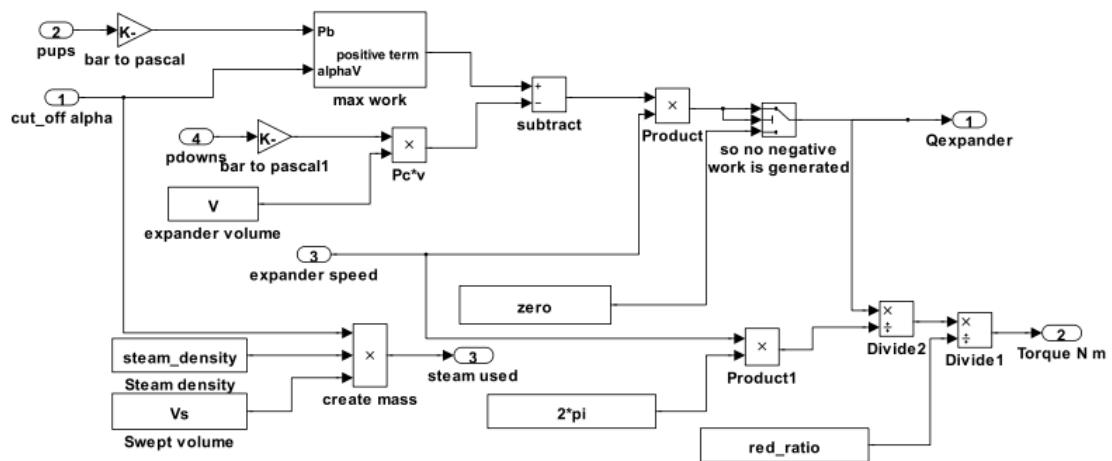 2
K-
pups
bar to pascal
Pb
positive term
alphaV
max work
1
cut_off alpha
4
K-
pdowns
bar to pascal1
×
Pc*v
+
−
subtract
×
Product
so no negative
work is generated
1
Qexpander
V
expander volume
3
expander speed
zero
steam_density
Steam density
Vs
Swept volume
×
create mass
3
steam used
×
Product1
2*pi
×
÷
Divide2
×
÷
Divide1
2
Torque N m
red_ratio